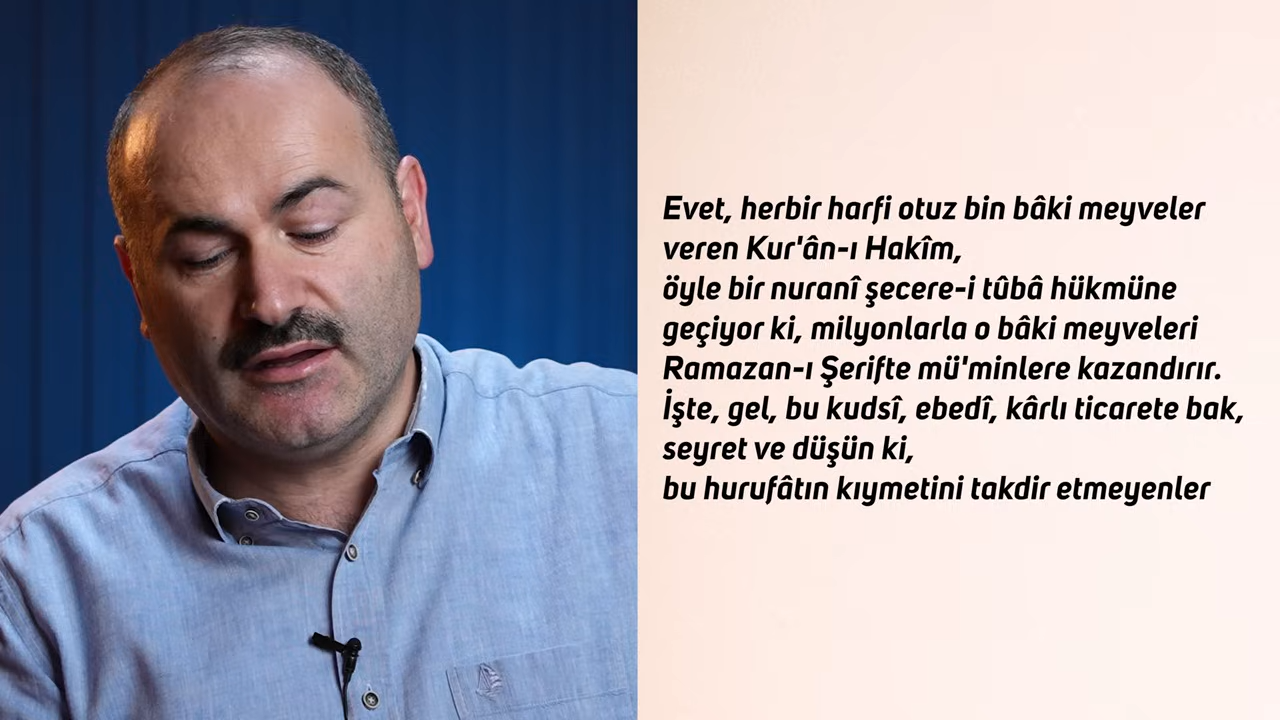 Evet, herbir harfi otuz bin bâki meyveler
veren Kur'ân-ı Hakîm,
öyle bir nuranî şecere-i tûbâ hükmüne
geçiyor ki, milyonlarla o bâki meyveleri
Ramazan-ı Şerifte mü'minlere kazandırır.
İşte, gel, bu kudsî, ebedî, kârlı ticarete bak,
seyret ve düşün ki,
bu hurufâtın kıymetini takdir etmeyenler